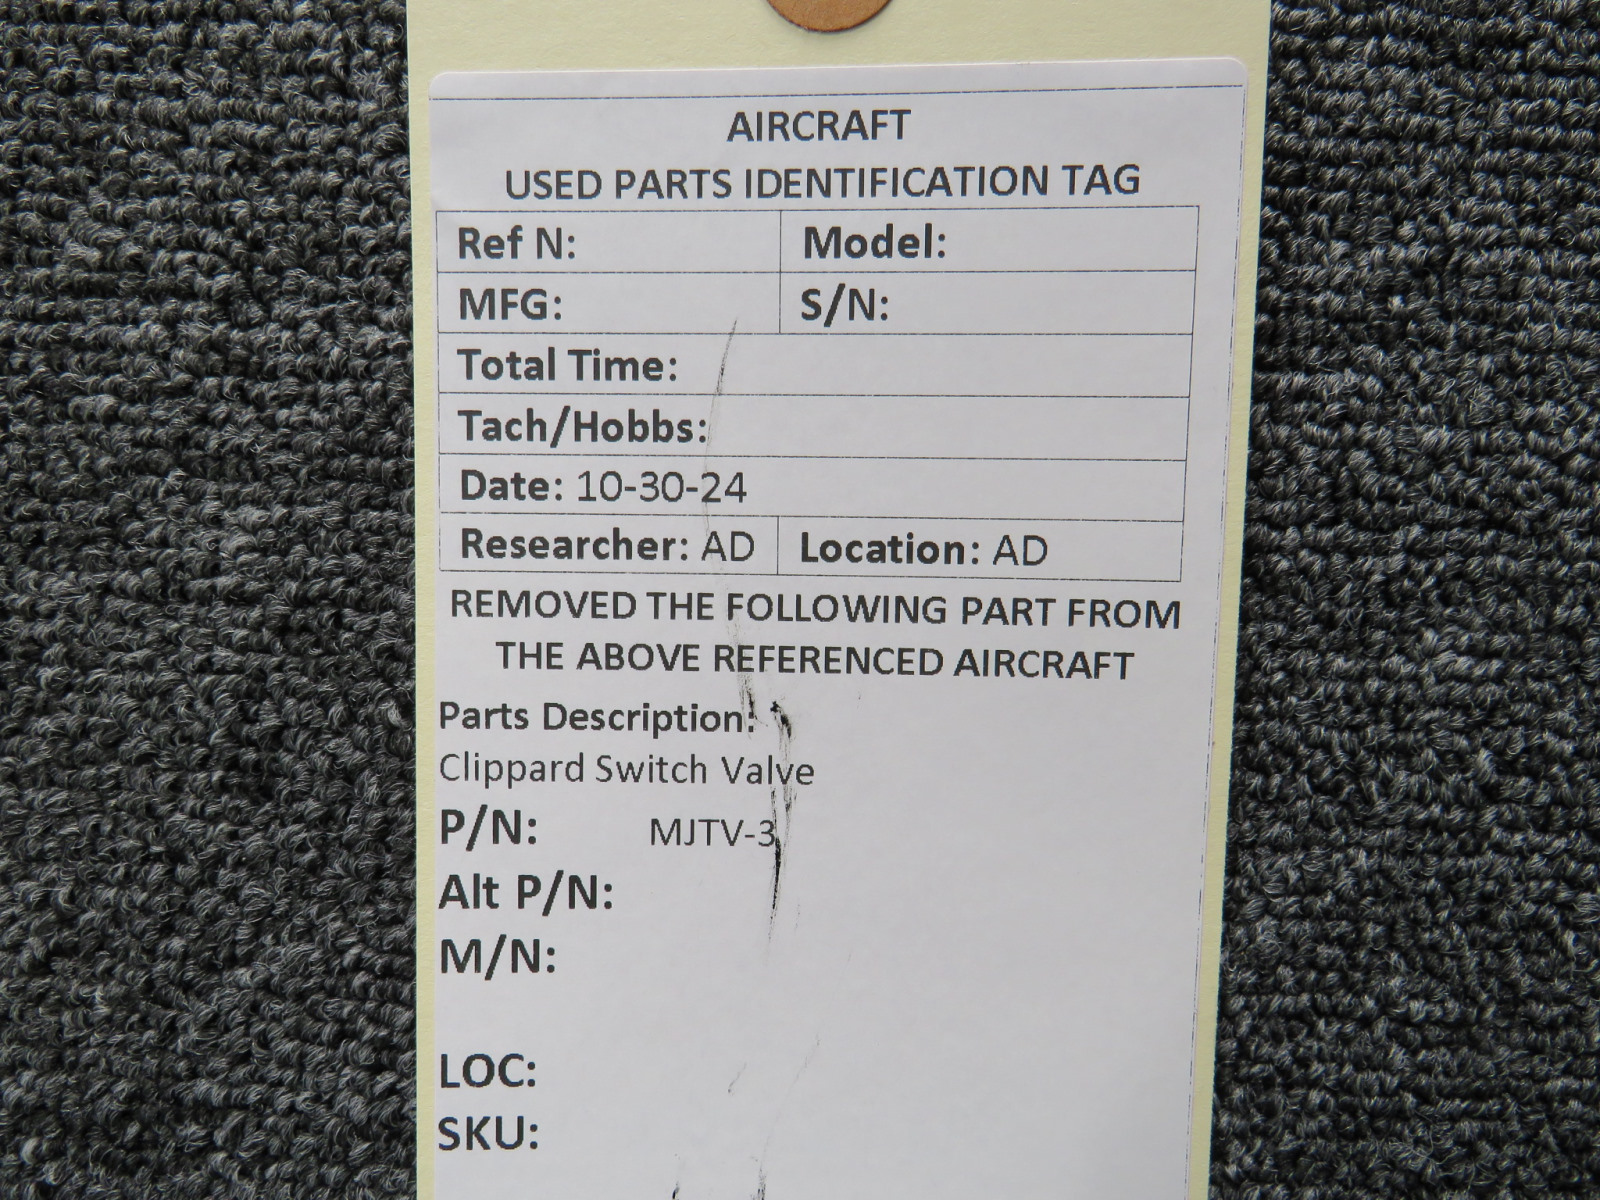 AIRCRAFT
USED PARTS IDENTIFICATION TAG
Ref N: Model:
MFG: S/N:
Total Time:
Tach/Hobbs:
Date: 10-30-24
Researcher: AD Location: AD
REMOVED THE FOLLOWING PART FROM
THE ABOVE REFERENCED AIRCRAFT
Parts Description:
Clippard Switch Valve
P/N: MJTV-3
Alt P/N:
M/N:
LOC:
SKU: